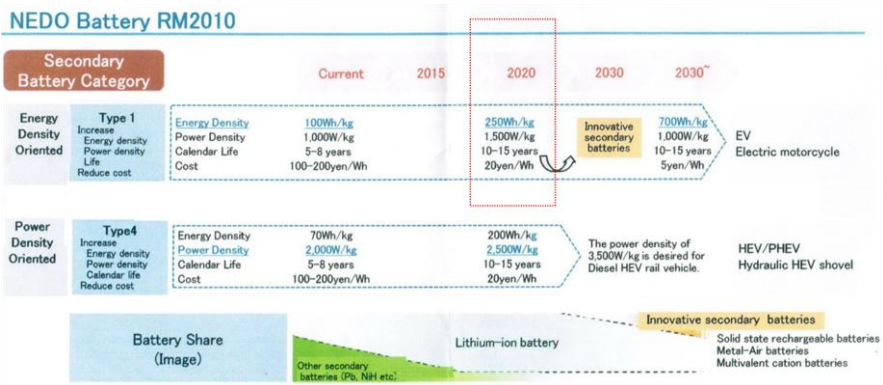 NEDO Battery RM2010
Secondary
Battery Category
Current 2015 2020 2030 2030~
Energy
Density
Oriented
Type 1
Increase
Energy density
Power density
Life
Reduce cost
Energy Density 100Wh/kg 250Wh/kg 700Wh/kg
Power Density 1,000W/kg 1,500W/kg 1,000W/kg
Calendar Life 5-8 years 10-15 years 10-15 years
Cost 100-200yen/Wh 20yen/Wh 5yen/Wh
Innovative
secondary
batteries
EV
Electric motorcycle
Power
Density
Oriented
Type4
Increase
Energy density
Power density
Calendar life
Reduce cost
Energy Density 70Wh/kg 200Wh/kg
Power Density 2,000W/kg 2,500W/kg
Calendar Life 5-8 years 10-15 years
Cost 100-200yen/Wh 20yen/Wh
The power density of
3,500W/kg is desired for
Diesel HEV rail vehicle.
HEV/PHEV
Hydraulic HEV shovel
Battery Share
(Image)
Other secondary
batteries (Pb, NiH etc)
Lithium-ion battery
Innovative secondary batteries
Solid state rechargeable batteries
Metal-Air batteries
Multivalent cation batteries